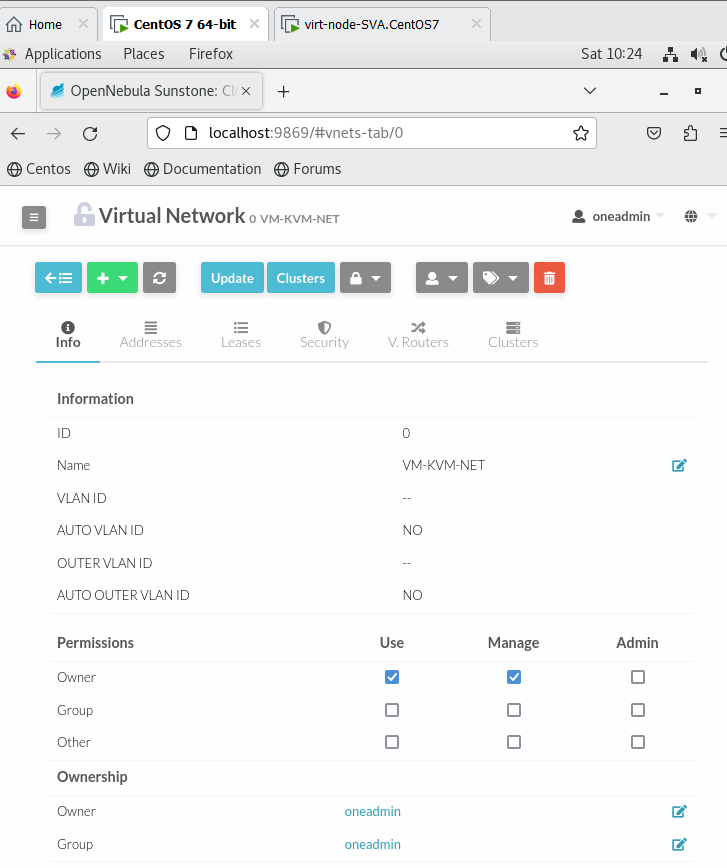 Home
CentOS 7 64-bit
virt-node-SVA.CentOS7
Applications Places Firefox Sat 10:24
OpenNebula Sunstone: Cl
localhost:9869/#vnets-tab/0
Centos Wiki Documentation Forums
Virtual Network 0 VM-KVM-NET oneadmin
Update Clusters
Info Addresses Leases Security V. Routers Clusters
Information
ID 0
Name VM-KVM-NET
VLAN ID --
AUTO VLAN ID NO
OUTER VLAN ID --
AUTO OUTER VLAN ID NO
Permissions Use Manage Admin
Owner
Group
Other
Ownership
Owner oneadmin
Group oneadmin